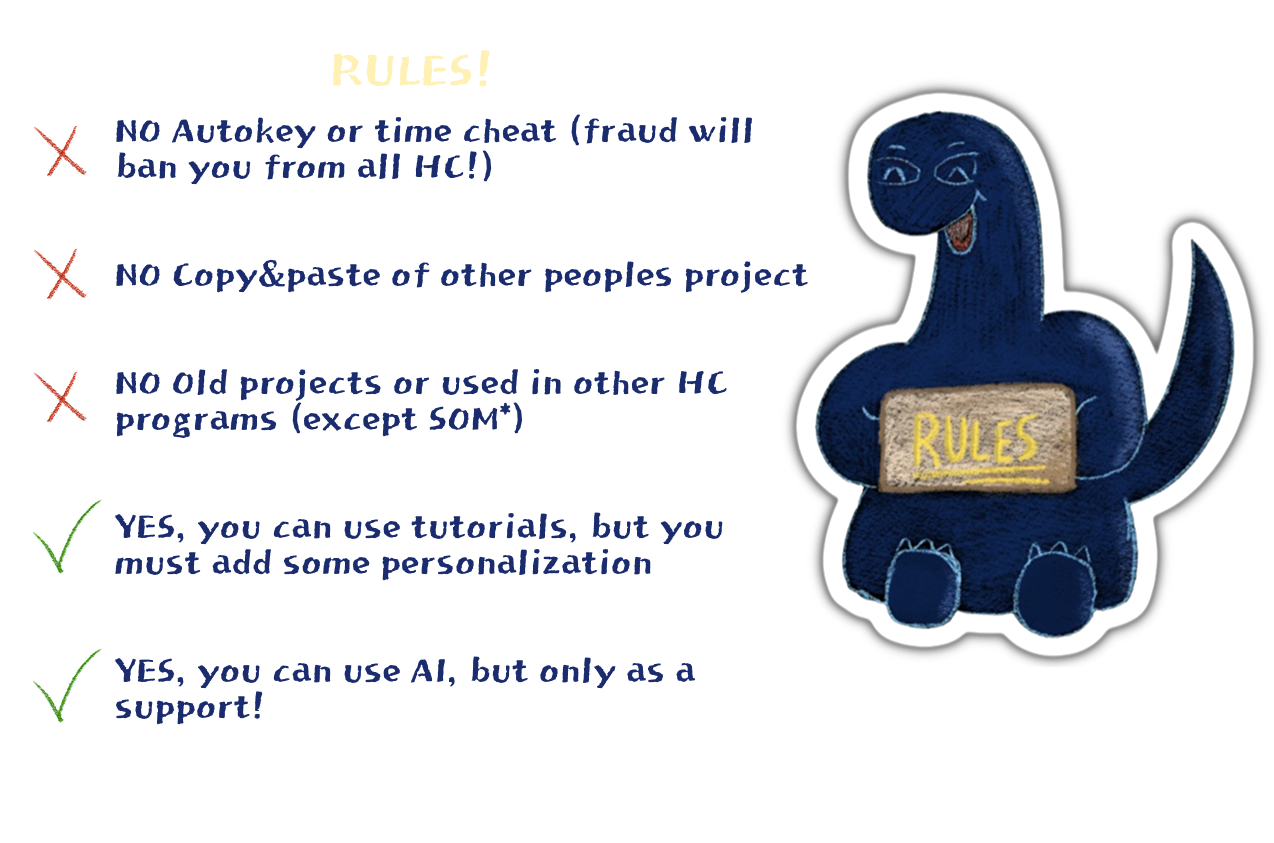 RULES!
NO Autokey or time cheat (fraud will
ban you from all HC!)
NO Copy&paste of other peoples project
NO Old projects or used in other HC
programs (except SOM*)
YES, you can use tutorials, but you
must add some personalization
YES, you can use AI, but only as a
support!
RULES